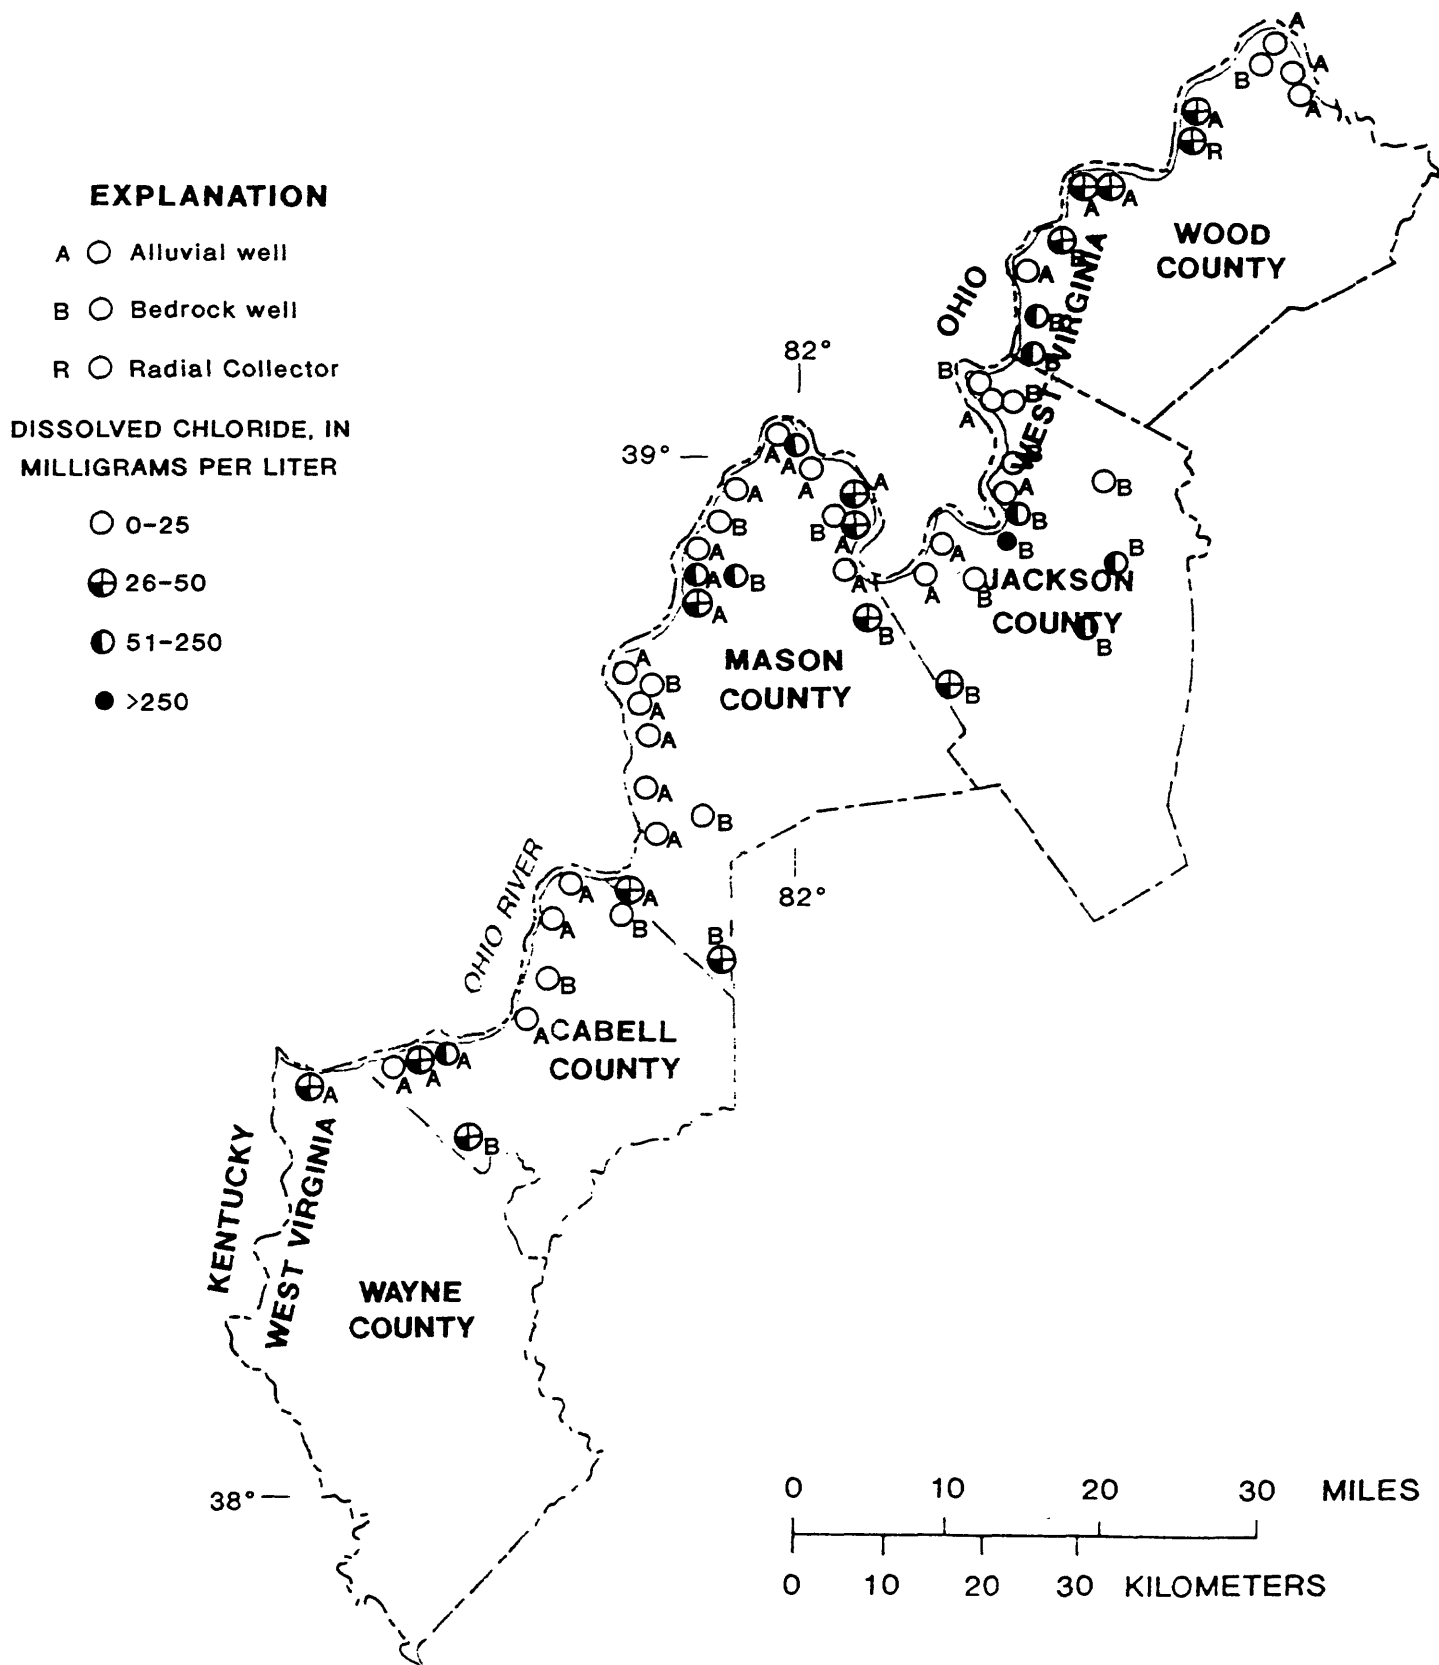 EXPLANATION
A Alluvial well
B Bedrock well
R Radial Collector
DISSOLVED CHLORIDE, IN
MILLIGRAMS PER LITER
0-25
26-50
51-250
>250
A
A
B
A
A
R
A
A
WOOD
COUNTY
OHIO
WEST VIRGINIA
B
A
B
B
B
B
A
82°
39°
A
A
A
A
A
B
B
A
A
A
B
A
A
B
A
B
B
A
A
B
B
B
B
JACKSON
COUNTY
B
B
MASON
COUNTY
A
B
A
A
A
B
A
82°
OHIO RIVER
A
A
A
B
B
B
A
CABELL
COUNTY
A
A
A
A
B
KENTUCKY
WEST VIRGINIA
WAYNE
COUNTY
38°
0 10 20 30 MILES
0 10 20 30 KILOMETERS